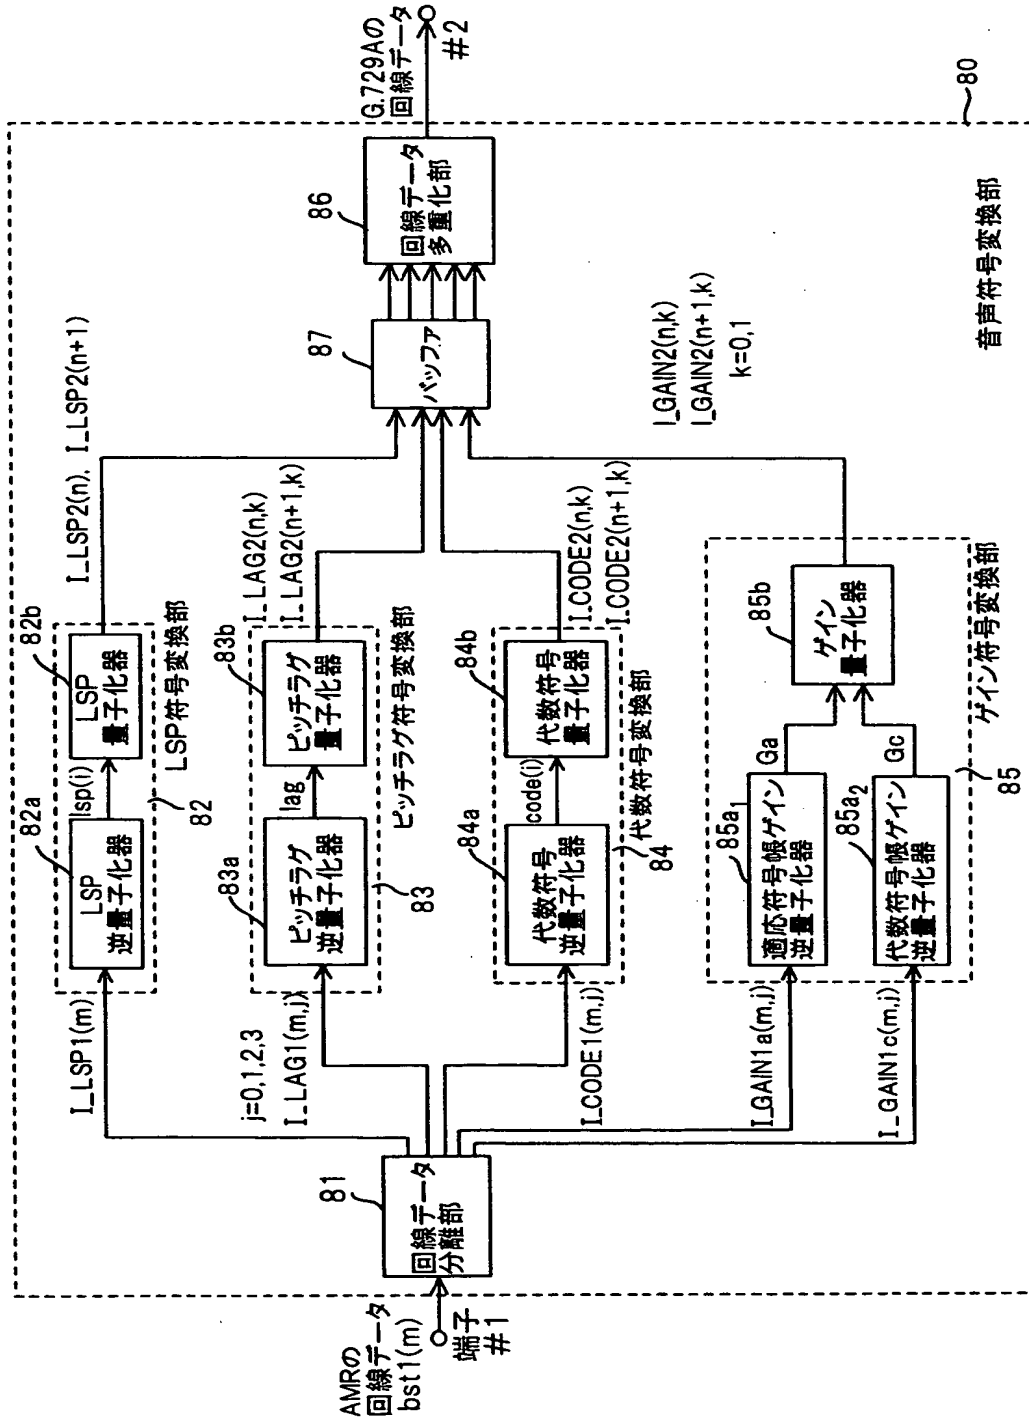 AMRの
回線データ
bst1(m)
端子
#1
81
回線データ
分離部
I_LSP1(m)
j=0,1,2,3
I_LAG1(m,j)
I_CODE1(m,j)
I_GAIN1a(m,j)
I_GAIN1c(m,j)
82a
LSP
逆量子化器
lsp(i)
82b
LSP
量子化器
82
LSP符号変換部
I_LSP2(n), I_LSP2(n+1)
83a
ピッチラグ
逆量子化器
lag
83b
ピッチラグ
量子化器
83
ピッチラグ符号変換部
I_LAG2(n,k)
I_LAG2(n+1,k)
84a
代数符号
逆量子化器
code(i)
84b
代数符号
量子化器
84
代数符号変換部
I_CODE2(n,k)
I_CODE2(n+1,k)
85a1
適応符号帳ゲイン
逆量子化器
Ga
85a2
代数符号帳ゲイン
逆量子化器
Gc
85b
ゲイン
量子化器
85
ゲイン符号変換部
I_GAIN2(n,k)
I_GAIN2(n+1,k)
k=0,1
87
バッファ
86
回線データ
多重化部
G.729Aの
回線データ
#2
80
音声符号変換部